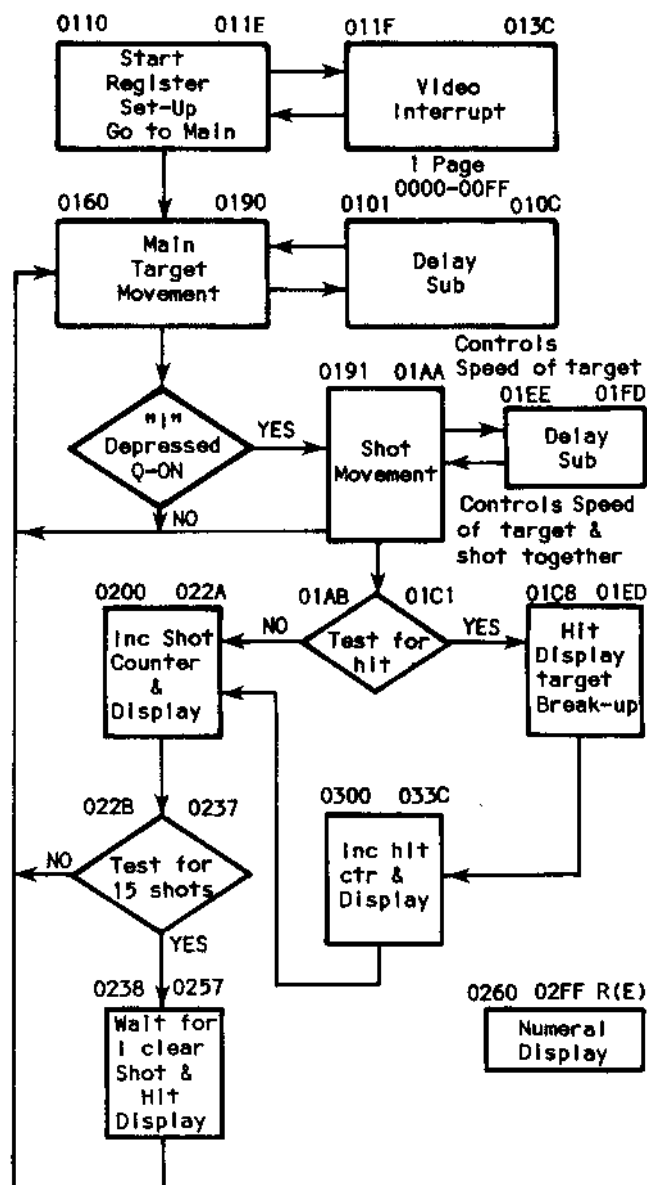 0110 011E 011F 013C
Start
Register
Set-Up
Go to Main
Video
Interrupt
1 Page
0000-00FF
0160 0190 0101 010C
Main
Target
Movement
Delay
Sub
Controls
Speed of target
"I"
Depressed
Q-ON
YES
NO
0191 01AA
Shot
Movement
01EE 01FD
Delay
Sub
Controls Speed
of target &
shot together
01AB 01C1
Test for
hit
NO
YES
01C8 01ED
Hit
Display
target
Break-up
0200 022A
Inc Shot
Counter
&
Display
0300 033C
Inc hit
ctr &
Display
022B 0237
Test for
15 shots
NO
YES
0238 0257
Wait for
I clear
Shot &
Hit
Display
0260 02FF R(E)
Numeral
Display